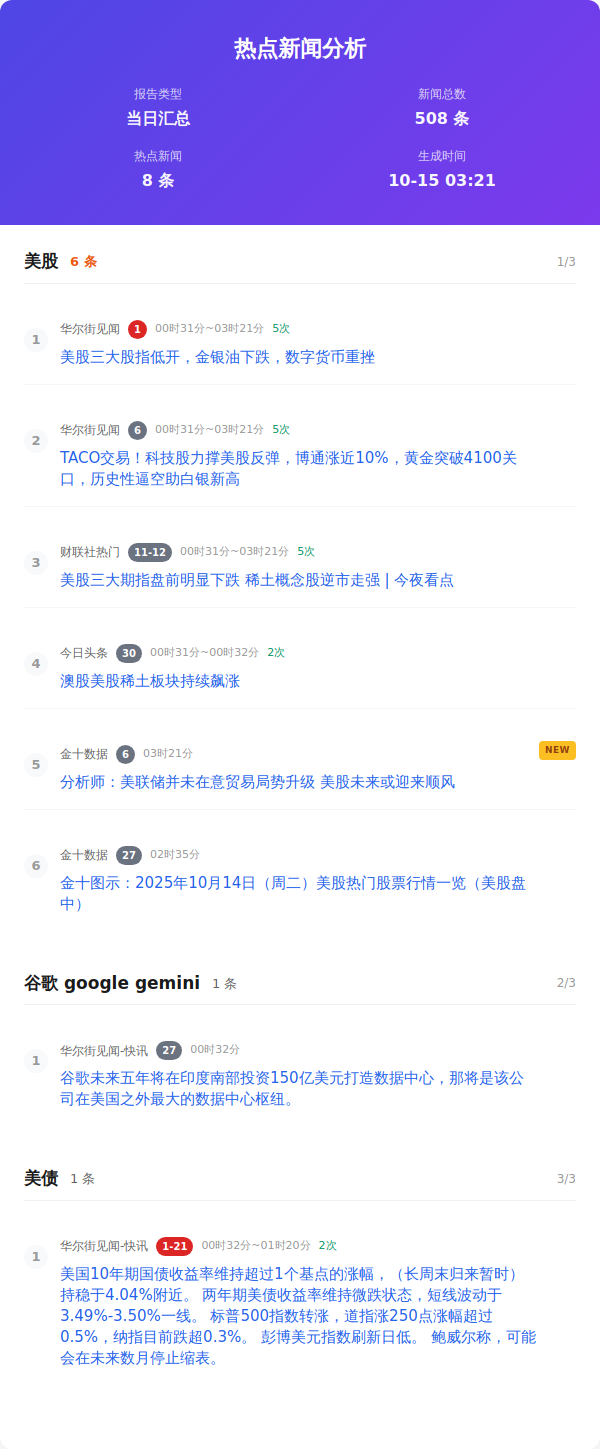 热点新闻分析
报告类型
新闻总数
当日汇总
508 条
热点新闻
生成时间
8 条
10-15 03:21
美股 6 条 1/3
1
华尔街见闻 1 00时31分~03时21分 5次
美股三大股指低开，金银油下跌，数字货币重挫
2
华尔街见闻 6 00时31分~03时21分 5次
TACO交易！科技股力撑美股反弹，博通涨近10%，黄金突破4100关
口，历史性逼空助白银新高
3
财联社热门 11-12 00时31分~03时21分 5次
美股三大期指盘前明显下跌 稀土概念股逆市走强 | 今夜看点
4
今日头条 30 00时31分~00时32分 2次
澳股美股稀土板块持续飙涨
5
金十数据 6 03时21分 NEW
分析师：美联储并未在意贸易局势升级 美股未来或迎来顺风
6
金十数据 27 02时35分
金十图示：2025年10月14日（周二）美股热门股票行情一览（美股盘
中）
谷歌 google gemini 1 条 2/3
1
华尔街见闻-快讯 27 00时32分
谷歌未来五年将在印度南部投资150亿美元打造数据中心，那将是该公
司在美国之外最大的数据中心枢纽。
美债 1 条 3/3
1
华尔街见闻-快讯 1-21 00时32分~01时20分 2次
美国10年期国债收益率维持超过1个基点的涨幅，（长周末归来暂时）
持稳于4.04%附近。 两年期美债收益率维持微跌状态，短线波动于
3.49%-3.50%一线。 标普500指数转涨，道指涨250点涨幅超过
0.5%，纳指目前跌超0.3%。 彭博美元指数刷新日低。 鲍威尔称，可能
会在未来数月停止缩表。